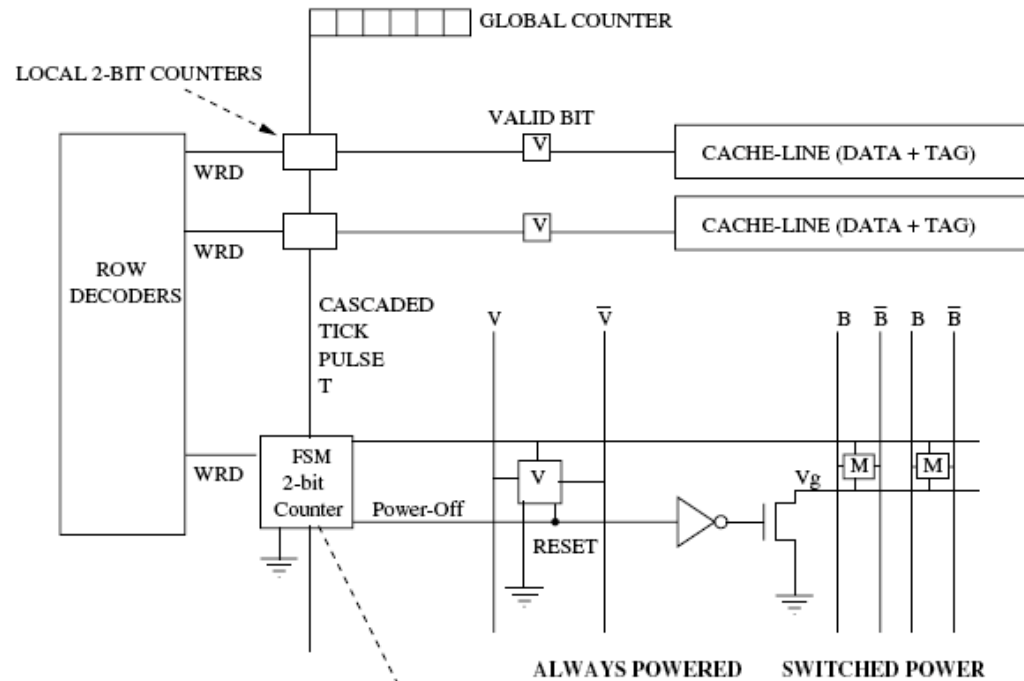 GLOBAL COUNTER
LOCAL 2-BIT COUNTERS
VALID BIT
WRD
V
CACHE-LINE (DATA + TAG)
WRD
V
CACHE-LINE (DATA + TAG)
ROW
DECODERS
CASCADED
TICK
PULSE
T
V
V̅
B
B̅
B
B̅
WRD
FSM
2-bit
Counter
V
Vg
M
M
Power-Off
RESET
ALWAYS POWERED
SWITCHED POWER